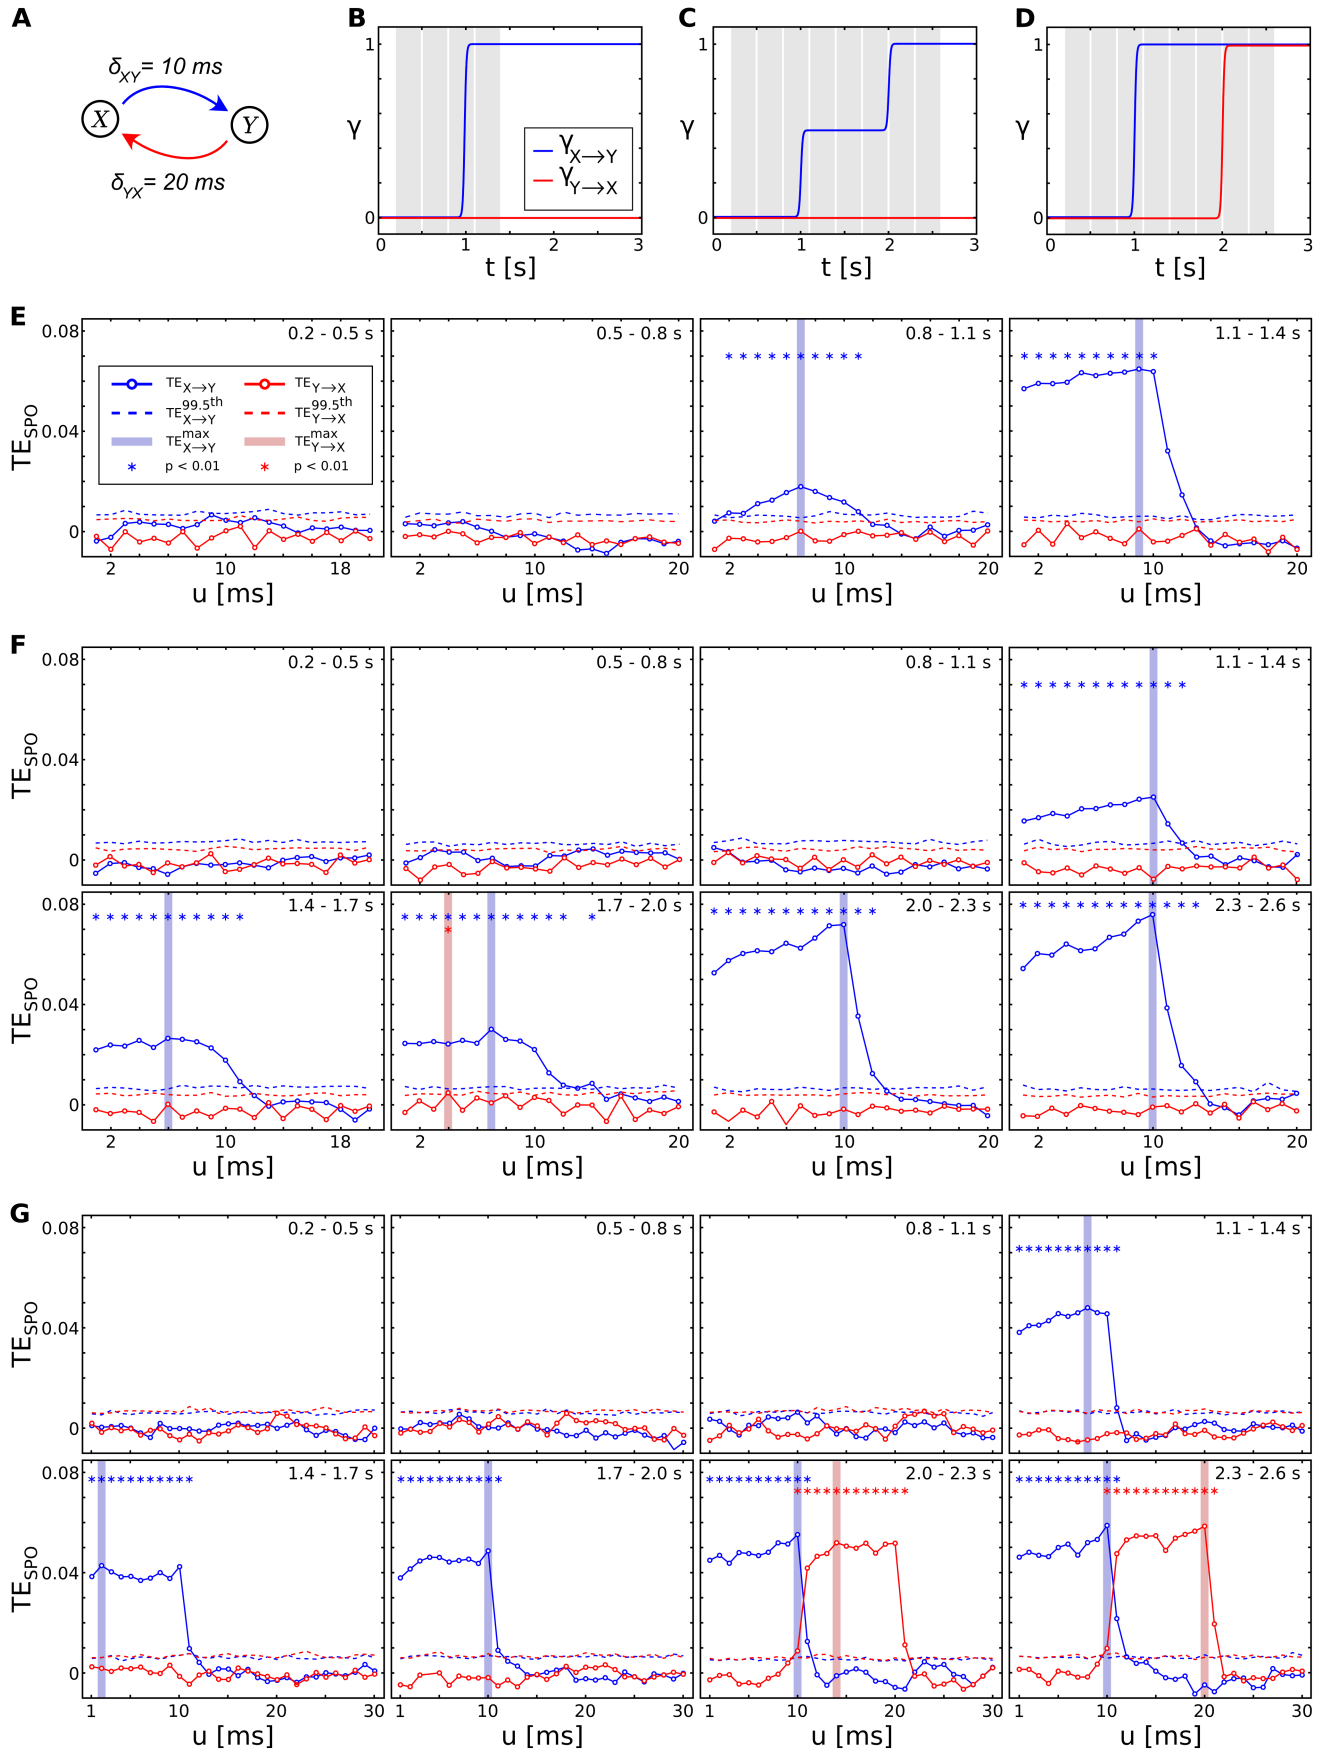 A
B
C
D
δXY= 10 ms
X
Y
δYX= 20 ms
1
γ
0
γX→Y
γY→X
0
1
2
3
t [s]
γ
1
0
0
1
2
3
t [s]
γ
1
0
0
1
2
3
t [s]
E
0.08
0.04
0
TESPO
0.2 - 0.5 s
0.5 - 0.8 s
0.8 - 1.1 s
1.1 - 1.4 s
TEX→Y
TEY→X
TE99.5th X→Y
TE99.5th Y→X
TEmax X→Y
TEmax Y→X
* p < 0.01
* p < 0.01
2 10 18
2 10 20
2 10 20
2 10 20
u [ms]
u [ms]
u [ms]
u [ms]
F
0.08
0.04
0
TESPO
0.2 - 0.5 s
0.5 - 0.8 s
0.8 - 1.1 s
1.1 - 1.4 s
0.08
0.04
0
TESPO
1.4 - 1.7 s
1.7 - 2.0 s
2.0 - 2.3 s
2.3 - 2.6 s
2 10 18
2 10 20
2 10 20
2 10 20
u [ms]
u [ms]
u [ms]
u [ms]
G
0.08
0.04
0
TESPO
0.2 - 0.5 s
0.5 - 0.8 s
0.8 - 1.1 s
1.1 - 1.4 s
0.08
0.04
0
TESPO
1.4 - 1.7 s
1.7 - 2.0 s
2.0 - 2.3 s
2.3 - 2.6 s
1 10 20 30
1 10 20 30
1 10 20 30
1 10 20 30
u [ms]
u [ms]
u [ms]
u [ms]